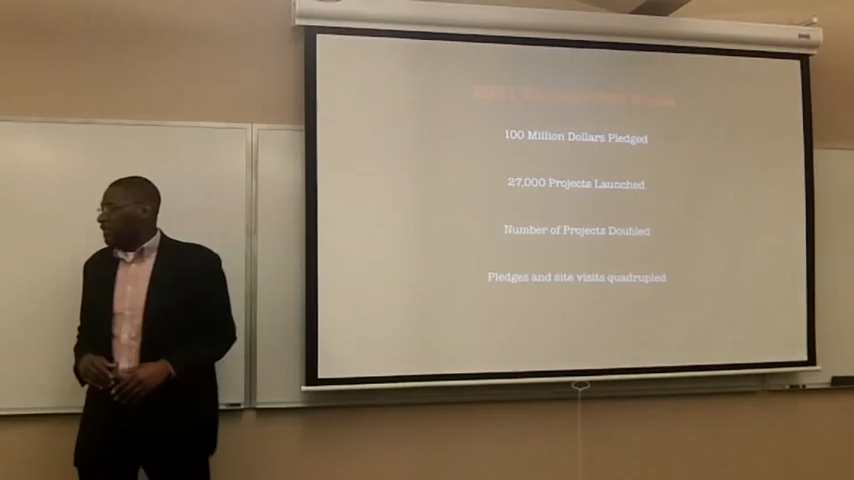 100 Million Dollars Pledged
27,000 Projects Launched
Number of Projects Doubled
Pledges and site visits quadrupled